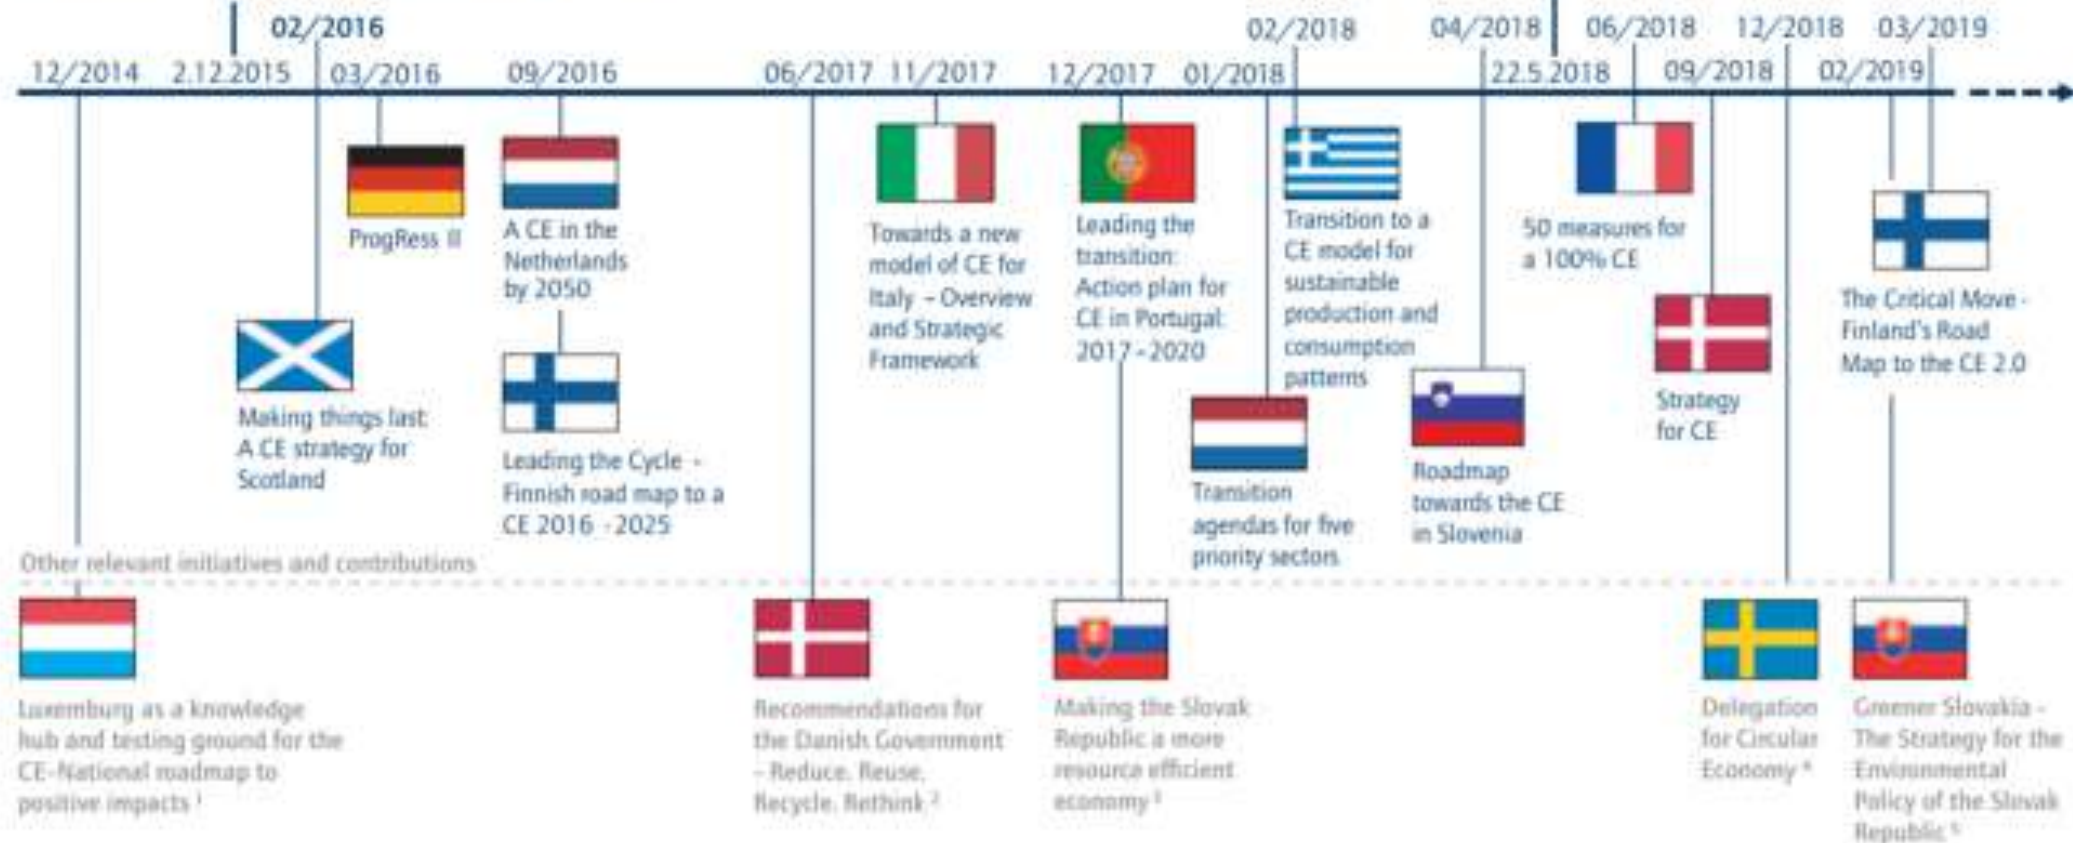 02/2016
02/2018
04/2018
06/2018
12/2018
03/2019
12/2014
2.12.2015
03/2016
09/2016
06/2017
11/2017
12/2017
01/2018
22.5.2018
09/2018
02/2019
ProgRess II
A CE in the
Netherlands
by 2050
Towards a new
model of CE for
Italy - Overview
and Strategic
Framework
Leading the
transition:
Action plan for
CE in Portugal:
2017-2020
Transition to a
CE model for
sustainable
production and
consumption
patterns
50 measures for
a 100% CE
The Critical Move -
Finland's Road
Map to the CE 2.0
Making things last:
A CE strategy for
Scotland
Leading the Cycle -
Finnish road map to a
CE 2016 - 2025
Transition
agendas for five
priority sectors
Roadmap
towards the CE
in Slovenia
Strategy
for CE
Other relevant initiatives and contributions
Luxemburg as a knowledge
hub and testing ground for the
CE-National roadmap to
positive impacts ¹
Recommendations for
the Danish Government
- Reduce. Reuse.
Recycle. Rethink ²
Making the Slovak
Republic a more
resource efficient
economy ³
Delegation
for Circular
Economy ⁴
Greener Slovakia -
The Strategy for the
Environmental
Policy of the Slovak
Republic ⁵